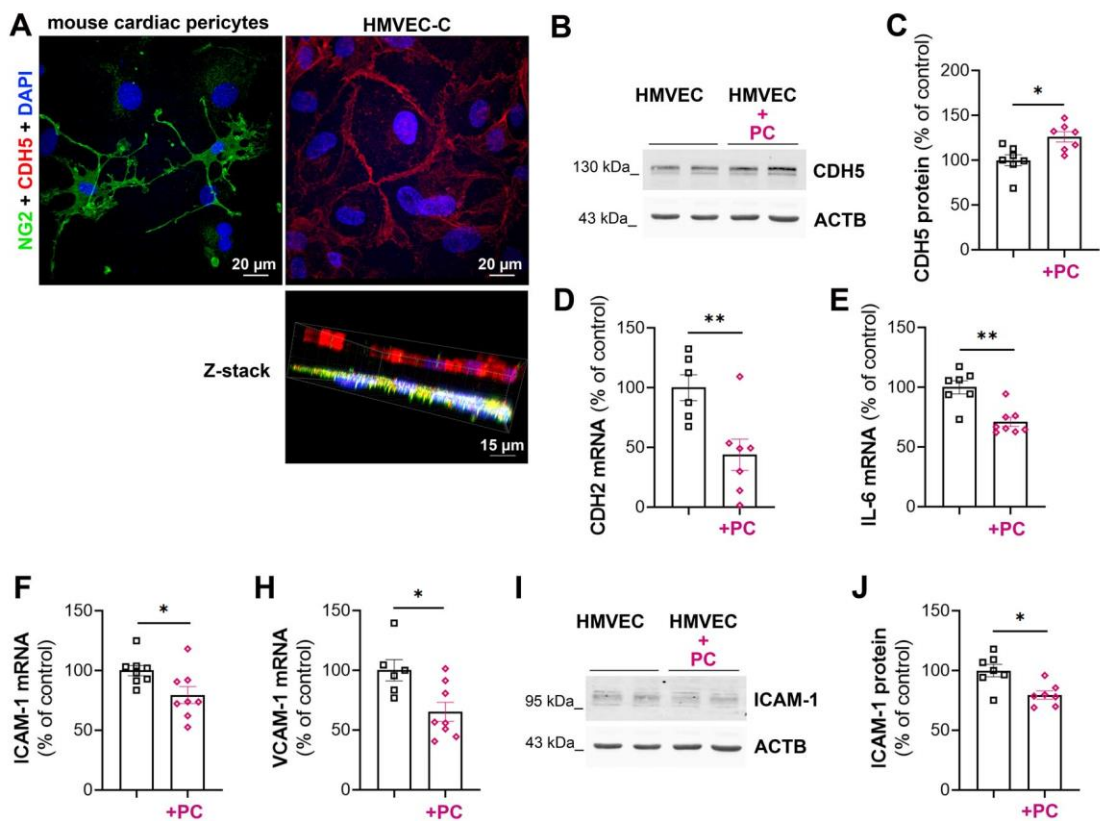 A
mouse cardiac pericytes
HMVEC-C
NG2 + CDH5 + DAPI
20 µm
20 µm
Z-stack
15 µm
B
HMVEC
HMVEC
+
PC
130 kDa_
CDH5
43 kDa_
ACTB
C
CDH5 protein (% of control)
200
150
100
50
0
*
+PC
D
CDH2 mRNA (% of control)
150
100
50
0
**
+PC
E
IL-6 mRNA (% of control)
150
100
50
0
**
+PC
F
ICAM-1 mRNA
(% of control)
150
100
50
0
*
+PC
H
VCAM-1 mRNA
(% of control)
150
100
50
0
*
+PC
I
HMVEC
HMVEC
+
PC
95 kDa_
ICAM-1
43 kDa_
ACTB
J
ICAM-1 protein
(% of control)
150
100
50
0
*
+PC